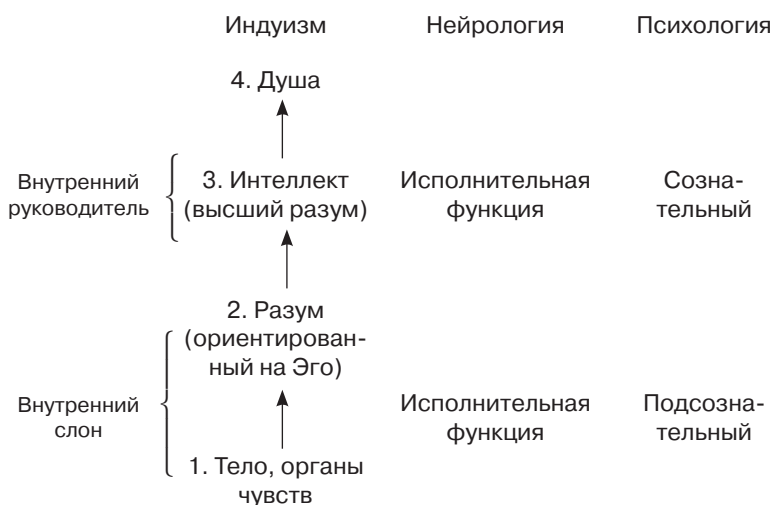 Индуизм Нейрология Психология
4. Душа
Внутренний
руководитель
3. Интеллект
(высший разум)
Исполнительная
функция
Созна-
тельный
2. Разум
(ориентирован-
ный на Эго)
Внутренний
слон
Исполнительная
функция
Подсозна-
тельный
1. Тело, органы
чувств